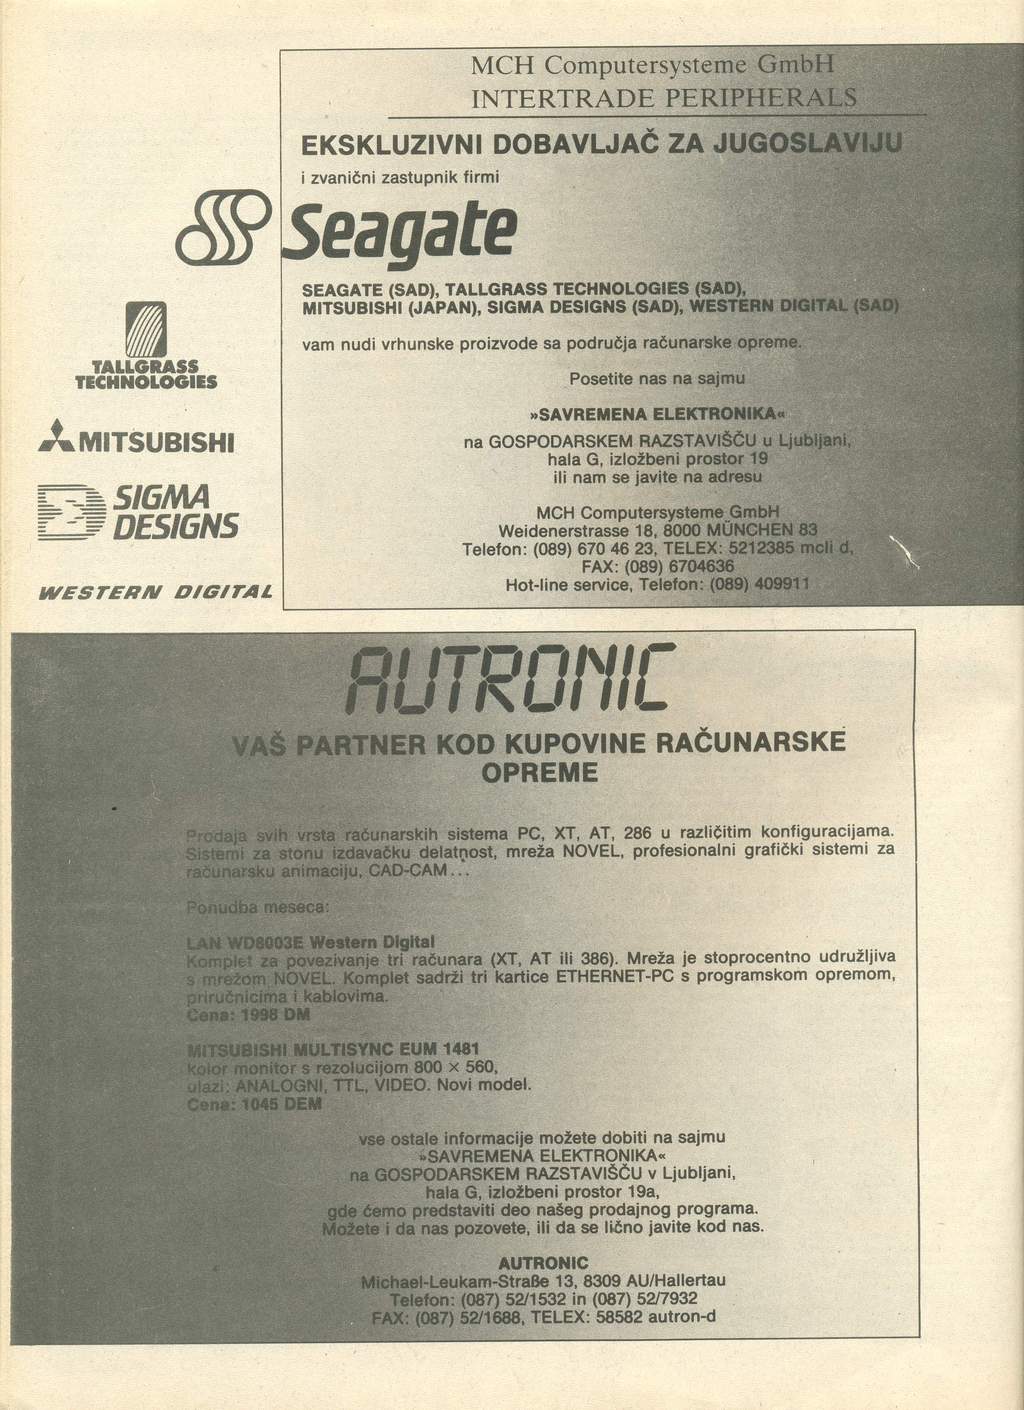 MCH Computersysteme GmbH
INTERTRADE PERIPHERALS
EKSKLUZIVNI DOBAVLJAČ ZA JUGOSLAVIJU
i zvanični zastupnik firmi
Seagate
SEAGATE (SAD), TALLGRASS TECHNOLOGIES (SAD),
MITSUBISHI (JAPAN), SIGMA DESIGNS (SAD), WESTERN DIGITAL (SAD)
vam nudi vrhunske proizvode sa područja računarske opreme.
Posetite nas na sajmu
»SAVREMENA ELEKTRONIKA«
na GOSPODARSKEM RAZSTAVIŠČU u Ljubljani,
hala G, izložbeni prostor 19
ili nam se javite na adresu
MCH Computersysteme GmbH
Weidenerstrasse 18, 8000 MÜNCHEN 83
Telefon: (089) 670 46 23, TELEX: 5212385 mcli d,
FAX: (089) 6704636
Hot-line service, Telefon: (089) 409911
TALLGRASS
TECHNOLOGIES
MITSUBISHI
SIGMA
DESIGNS
WESTERN DIGITAL
AUTRONIC
VAŠ PARTNER KOD KUPOVINE RAČUNARSKE
OPREME
Prodaja svih vrsta računarskih sistema PC, XT, AT, 286 u različitim konfiguracijama.
Sistemi za stonu izdavačku delatnost, mreža NOVEL, profesionalni grafički sistemi za
računarsku animaciju, CAD-CAM...
Ponudba meseca:
LAN WD8003E Western Digital
Komplet za povezivanje tri računara (XT, AT ili 386). Mreža je stoprocentno udružljiva
s mrežom NOVEL. Komplet sadrži tri kartice ETHERNET-PC s programskom opremom,
priručnicima i kablovima.
Cena: 1998 DM
MITSUBISHI MULTISYNC EUM 1481
kolor monitor s rezolucijom 800 × 560,
ulazi: ANALOGNI, TTL, VIDEO. Novi model.
Cena: 1045 DEM
vse ostale informacije možete dobiti na sajmu
»SAVREMENA ELEKTRONIKA«
na GOSPODARSKEM RAZSTAVIŠČU v Ljubljani,
hala G, izložbeni prostor 19a,
gde ćemo predstaviti deo našeg prodajnog programa.
Možete i da nas pozovete, ili da se lično javite kod nas.
AUTRONIC
Michael-Leukam-Straße 13, 8309 AU/Hallertau
Telefon: (087) 52/1532 in (087) 52/7932
FAX: (087) 52/1688, TELEX: 58582 autron-d